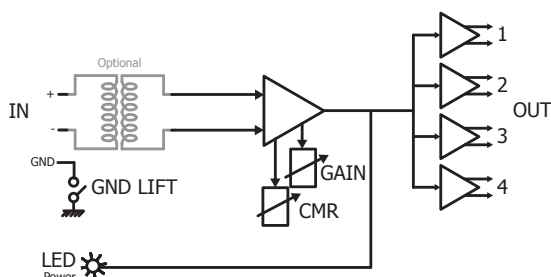 Optional
1
+
2
IN
OUT
-
3
GND
GAIN
GND LIFT
4
CMR
LED
Power